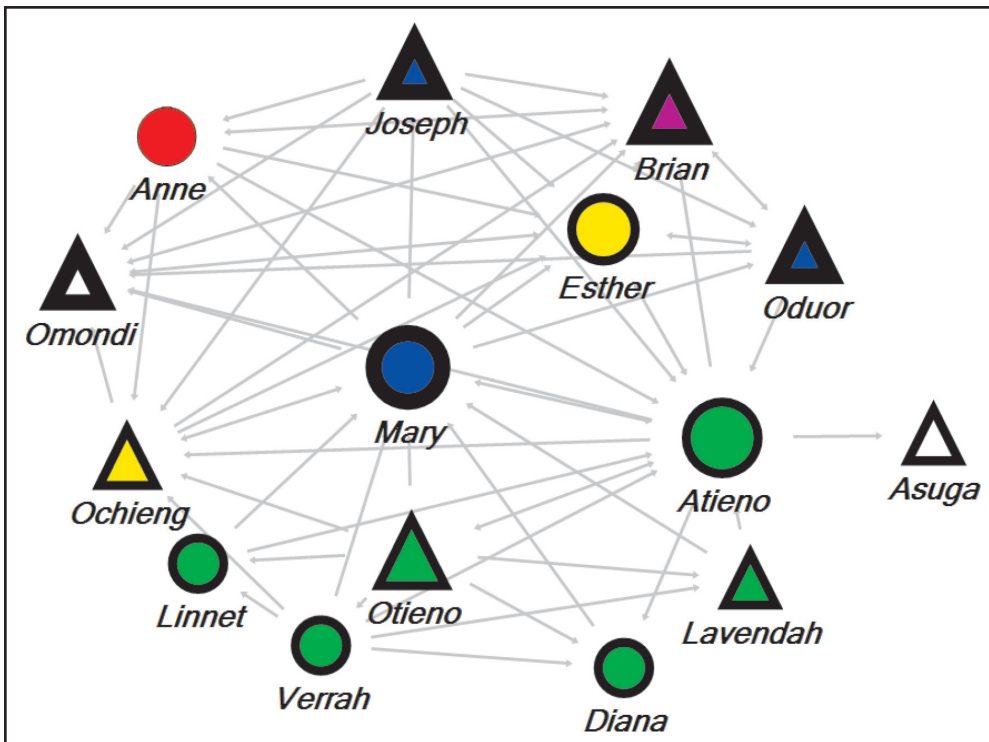 Joseph
Brian
Anne
Esther
Oduor
Omondi
Mary
Atieno
Asuga
Ochieng
Linnet
Otieno
Lavendah
Verrah
Diana